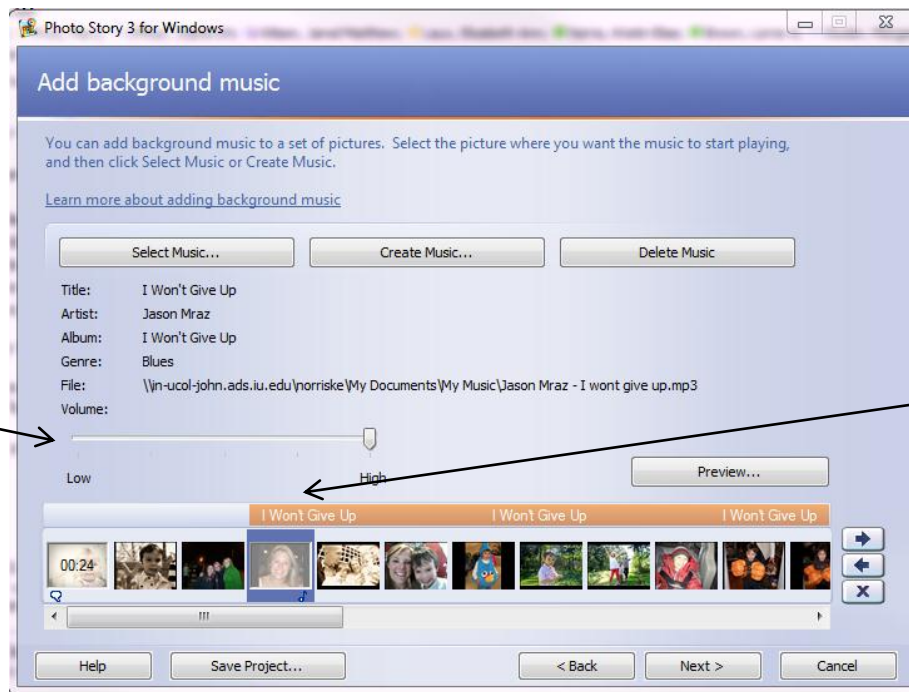 Photo Story 3 for Windows
Add background music
You can add background music to a set of pictures. Select the picture where you want the music to start playing,
and then click Select Music or Create Music.
Learn more about adding background music
Select Music... Create Music... Delete Music
Title: I Won't Give Up
Artist: Jason Mraz
Album: I Won't Give Up
Genre: Blues
File: \\in-ucol-john.ads.iu.edu\norriske\My Documents\My Music\Jason Mraz - I wont give up.mp3
Volume:
Low High Preview...
I Won't Give Up I Won't Give Up I Won't Give Up
00:24
Help Save Project... < Back Next > Cancel